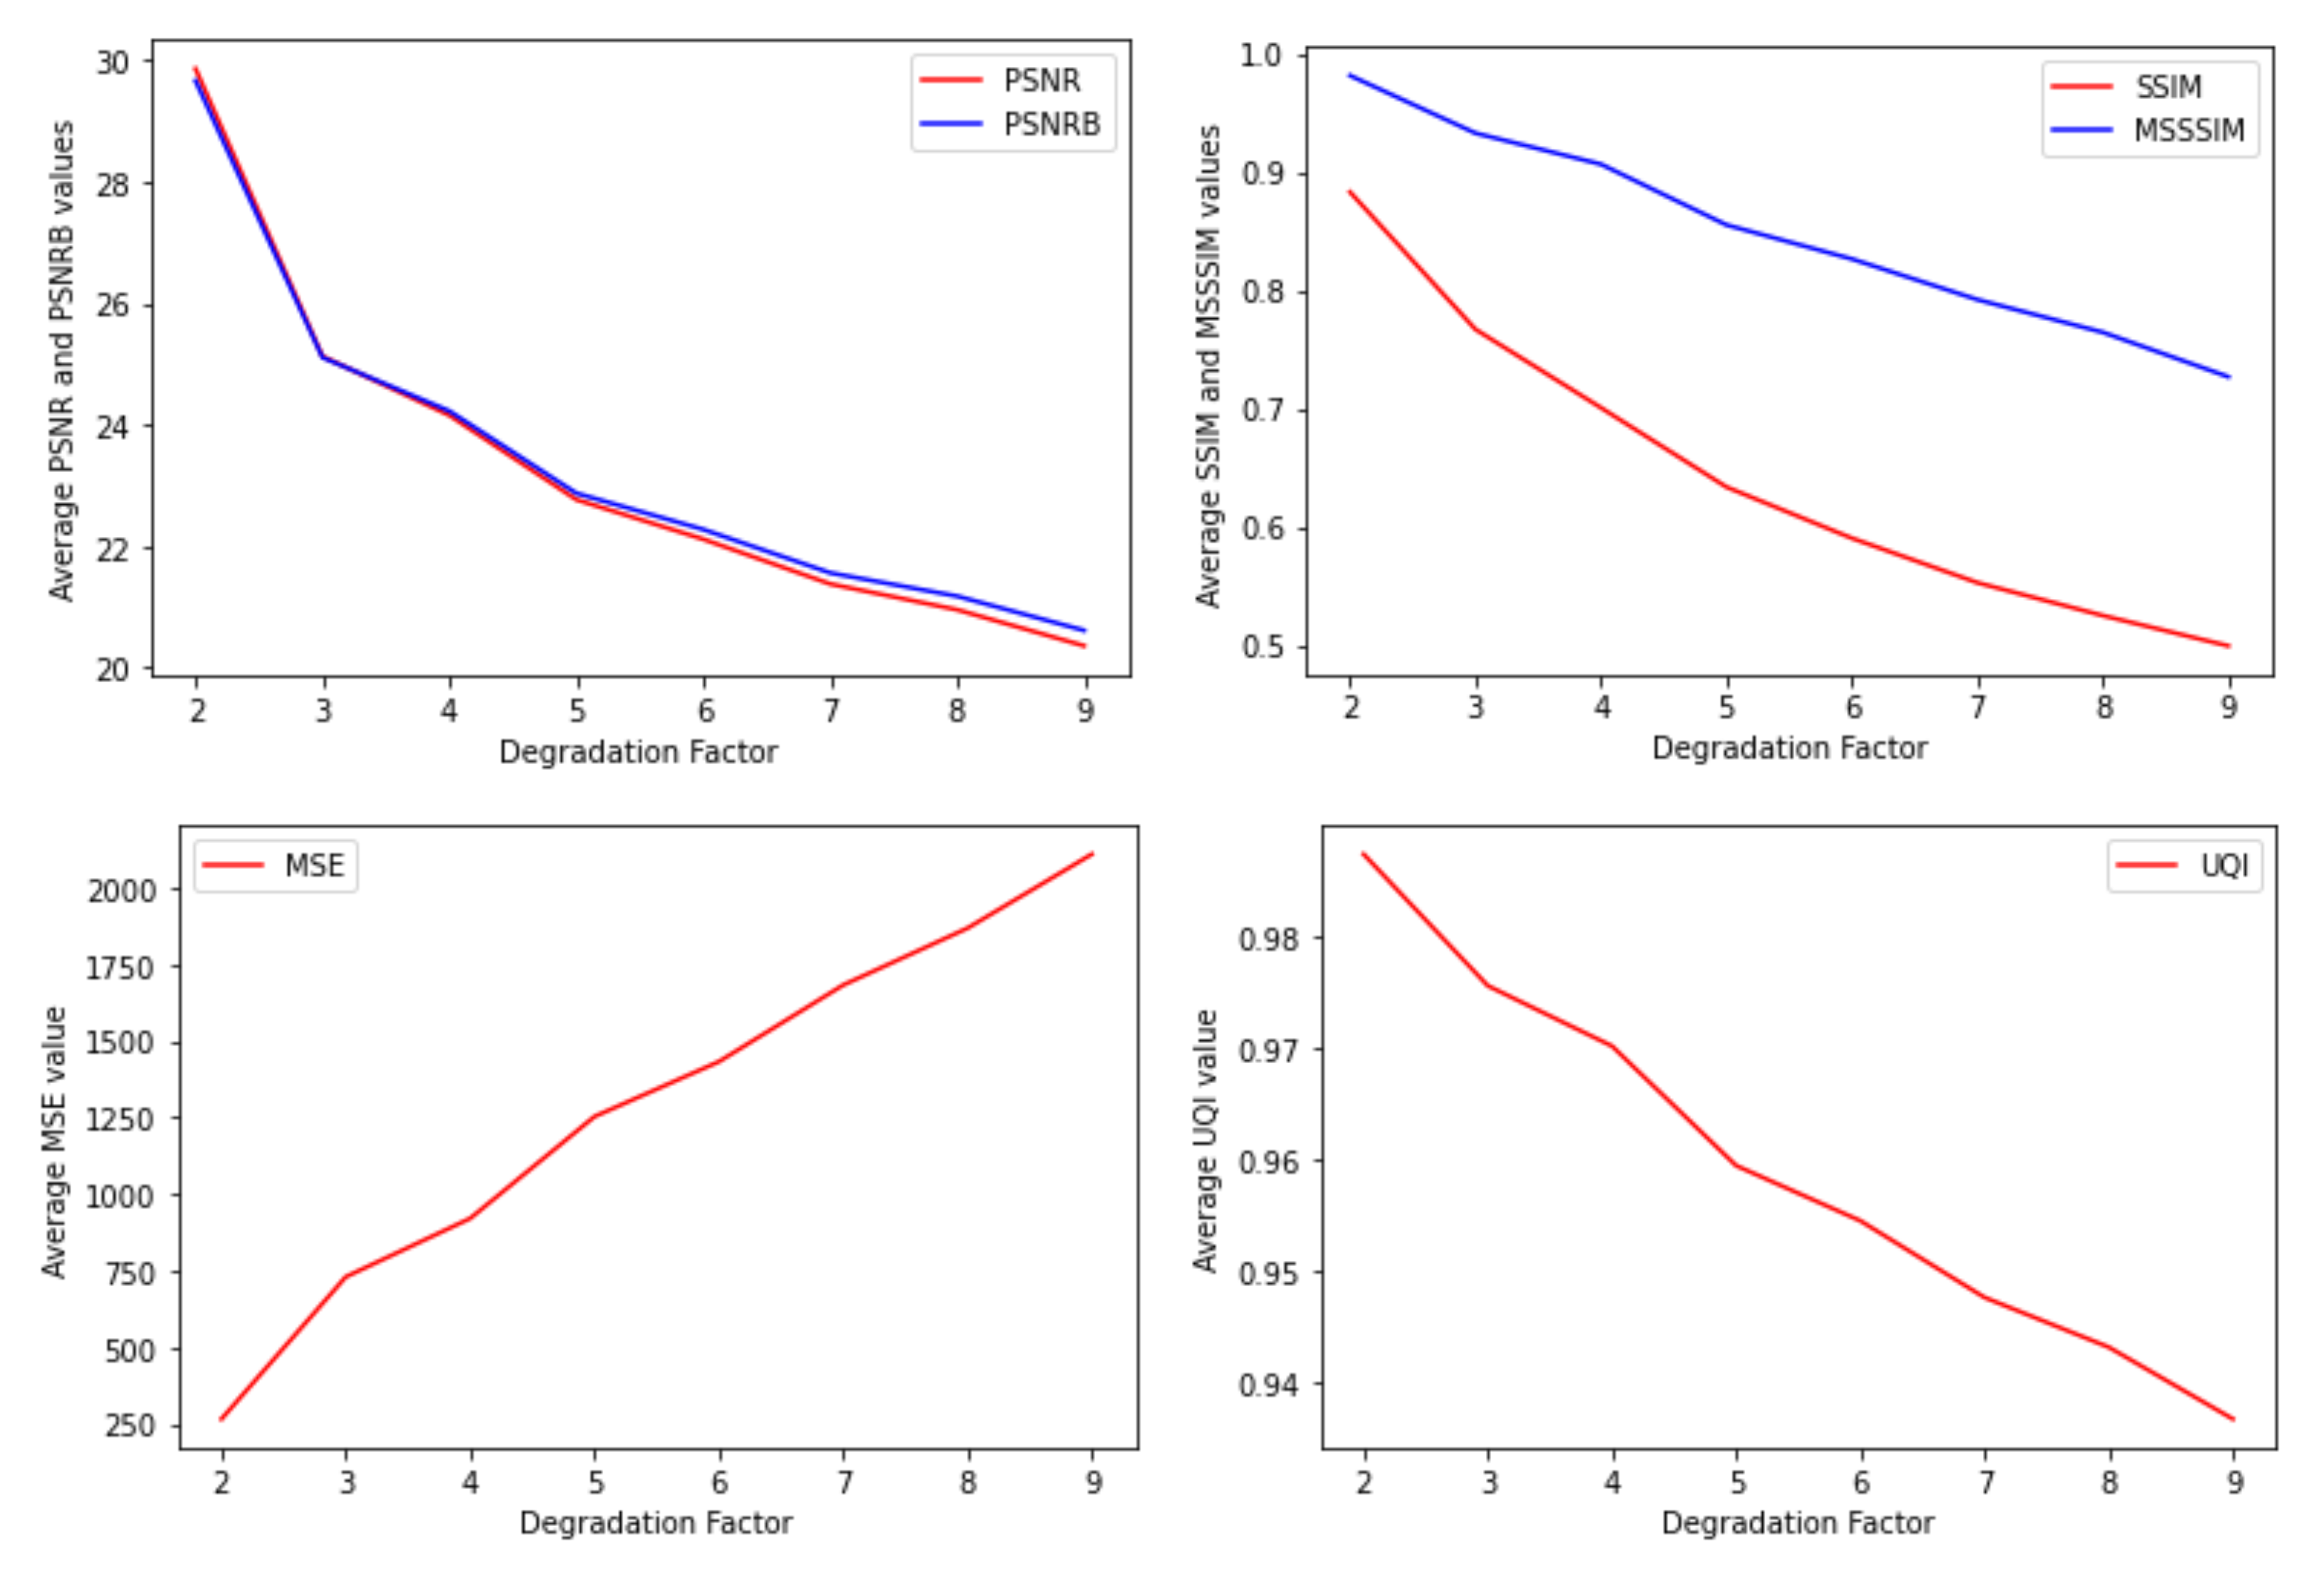 Average PSNR and PSNRB values
30
28
26
24
22
20
PSNR
PSNRB
2 3 4 5 6 7 8 9
Degradation Factor
Average SSIM and MSSSIM values
1.0
0.9
0.8
0.7
0.6
0.5
SSIM
MSSSIM
2 3 4 5 6 7 8 9
Degradation Factor
Average MSE value
2000
1750
1500
1250
1000
750
500
250
MSE
2 3 4 5 6 7 8 9
Degradation Factor
Average UQI value
0.98
0.97
0.96
0.95
0.94
UQI
2 3 4 5 6 7 8 9
Degradation Factor